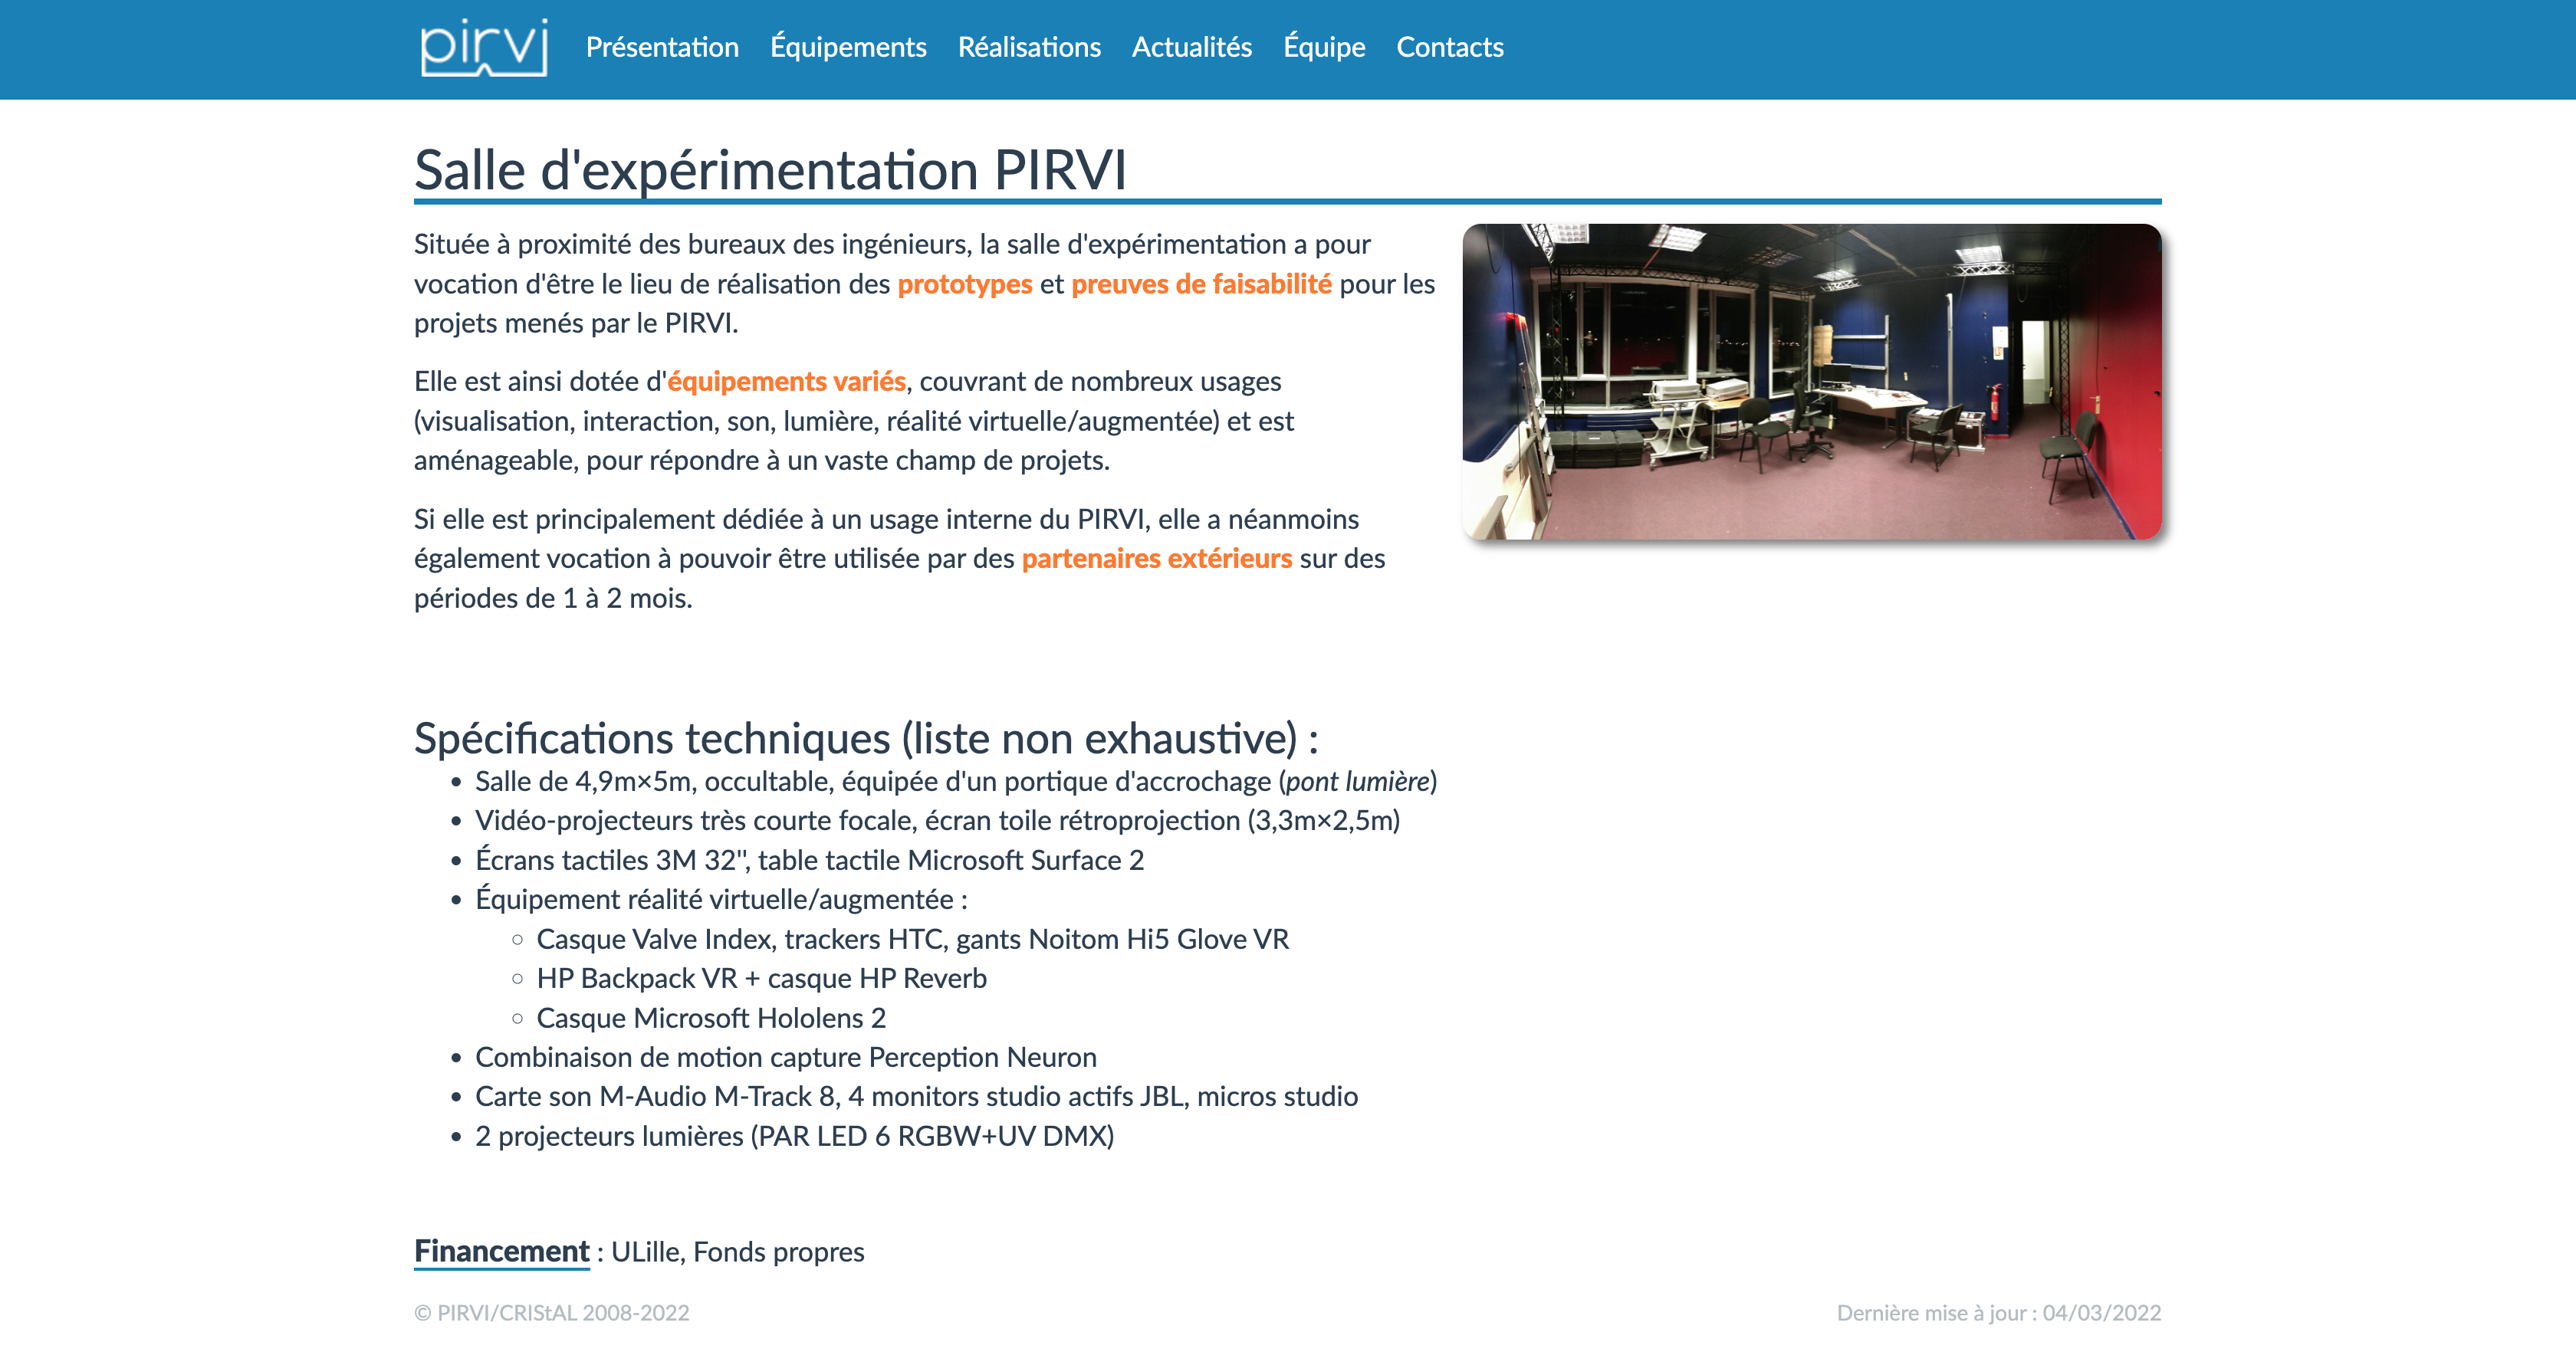 pirvi
Présentation Équipements Réalisations Actualités Équipe Contacts
Salle d'expérimentation PIRVI
Située à proximité des bureaux des ingénieurs, la salle d'expérimentation a pour
vocation d'être le lieu de réalisation des prototypes et preuves de faisabilité pour les
projets menés par le PIRVI.
Elle est ainsi dotée d'équipements variés, couvrant de nombreux usages
(visualisation, interaction, son, lumière, réalité virtuelle/augmentée) et est
aménageable, pour répondre à un vaste champ de projets.
Si elle est principalement dédiée à un usage interne du PIRVI, elle a néanmoins
également vocation à pouvoir être utilisée par des partenaires extérieurs sur des
périodes de 1 à 2 mois.
Spécifications techniques (liste non exhaustive) :
• Salle de 4,9m×5m, occultable, équipée d'un portique d'accrochage (pont lumière)
• Vidéo-projecteurs très courte focale, écran toile rétroprojection (3,3m×2,5m)
• Écrans tactiles 3M 32", table tactile Microsoft Surface 2
• Équipement réalité virtuelle/augmentée :
◦ Casque Valve Index, trackers HTC, gants Noitom Hi5 Glove VR
◦ HP Backpack VR + casque HP Reverb
◦ Casque Microsoft Hololens 2
• Combinaison de motion capture Perception Neuron
• Carte son M-Audio M-Track 8, 4 monitors studio actifs JBL, micros studio
• 2 projecteurs lumières (PAR LED 6 RGBW+UV DMX)
Financement : ULille, Fonds propres
© PIRVI/CRIStAL 2008-2022
Dernière mise à jour : 04/03/2022